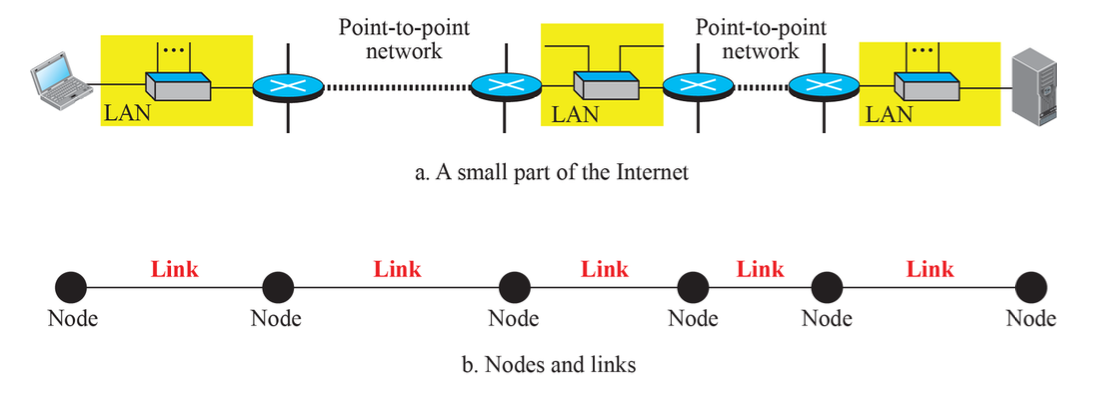 Point-to-point
network
Point-to-point
network
...
LAN
LAN
...
LAN
a. A small part of the Internet
Link Link Link Link Link
Node Node Node Node Node Node
b. Nodes and links